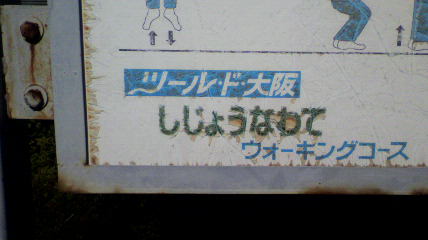 ツール・ド・大阪
しじょうなわて
ウォーキングコース